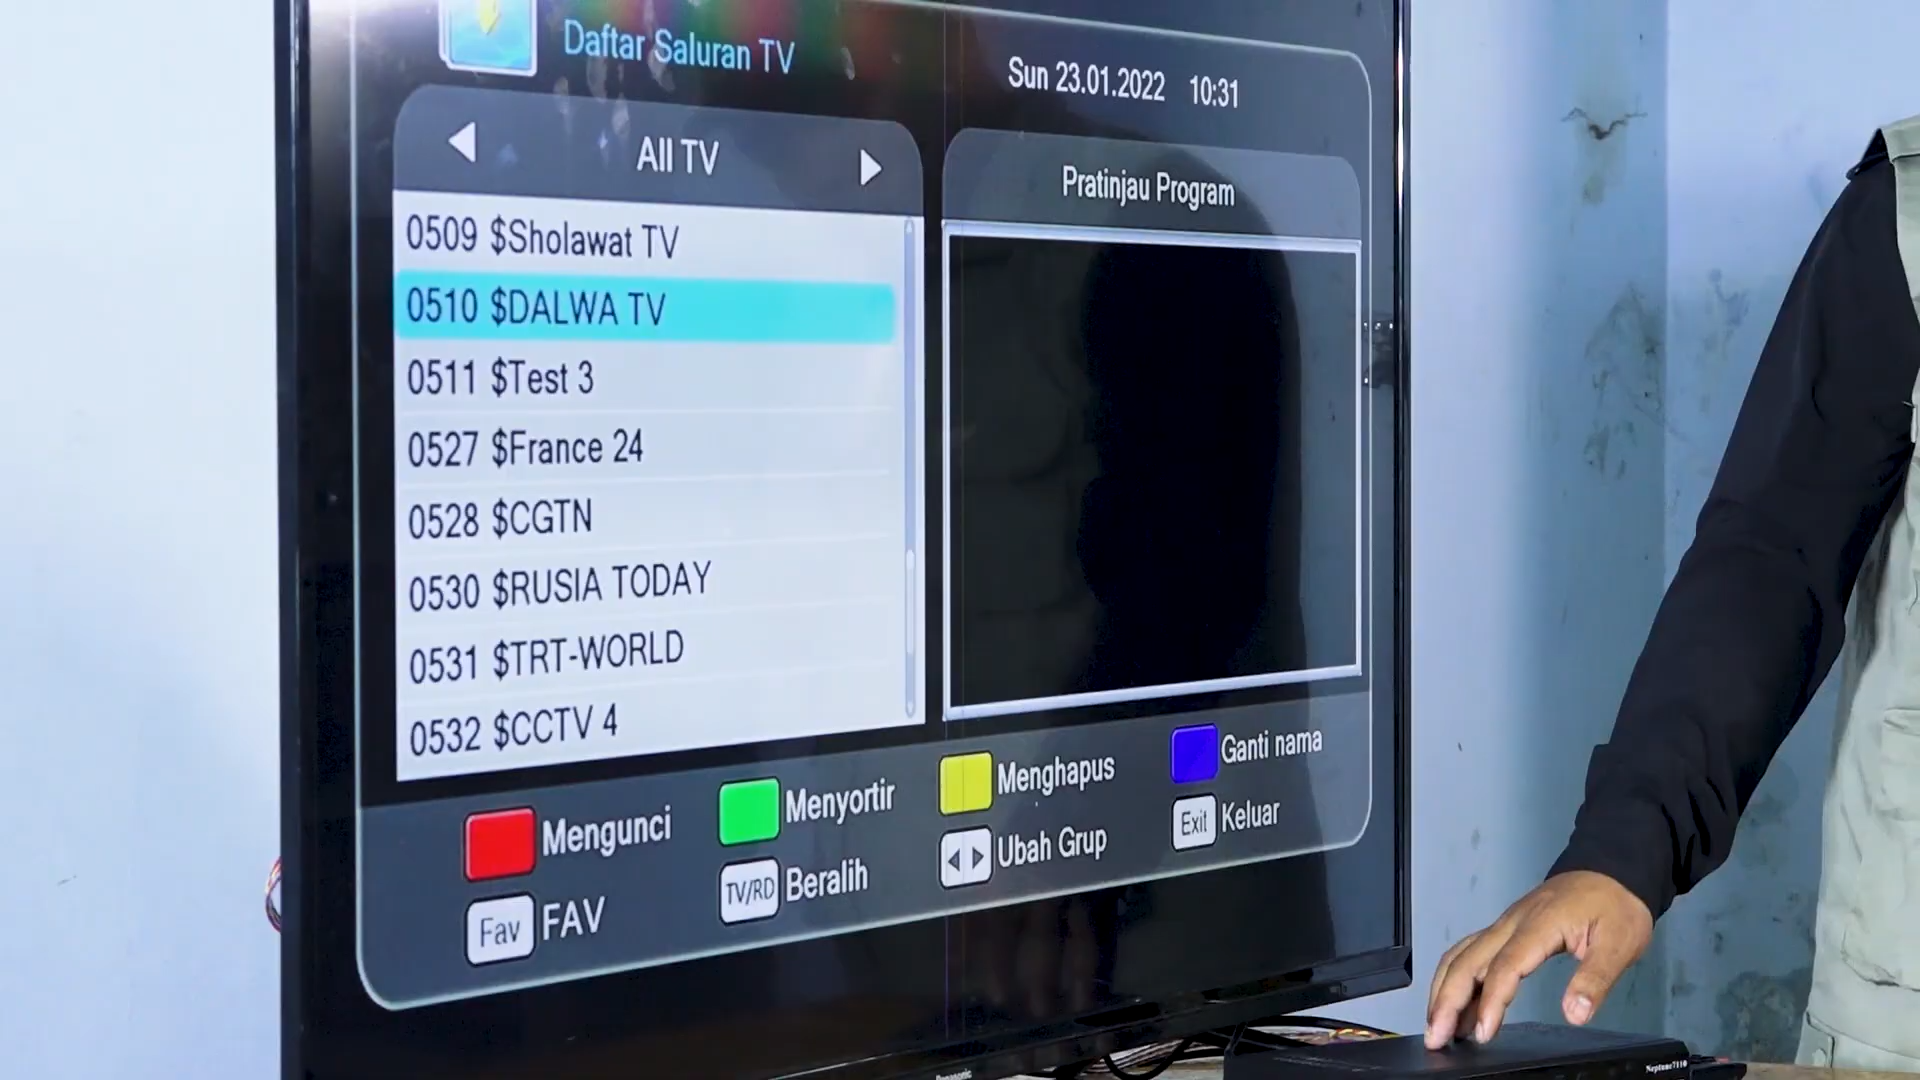 Daftar Saluran TV
Sun 23.01.2022 10:31
All TV
Pratinjau Program
0509 $Sholawat TV
0510 $DALWA TV
0511 $Test 3
0527 $France 24
0528 $CGTN
0530 $RUSIA TODAY
0531 $TRT-WORLD
0532 $CCTV 4
Mengunci
Menyortir
Menghapus
Ganti nama
Fav FAV
TV/RD Beralih
Ubah Grup
Exit Keluar
Panasonic
Neptune7110